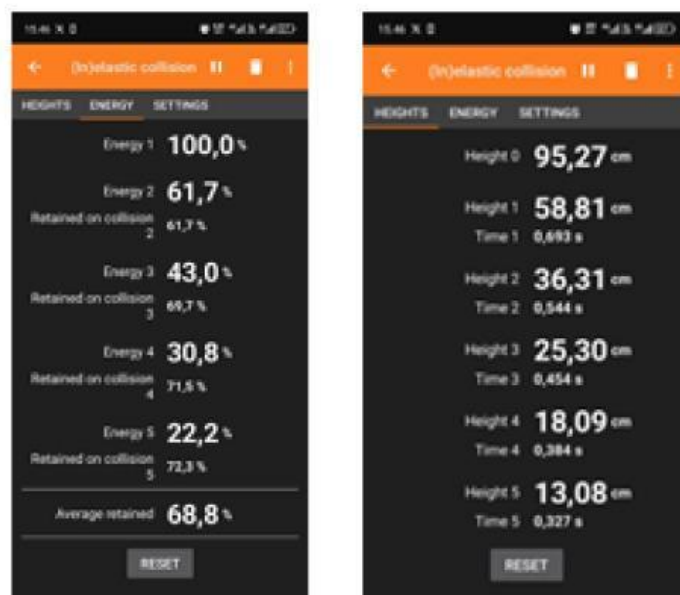 15.46
(In)elastic collision
HEIGHTS ENERGY SETTINGS
Energy 1 100,0 %
Energy 2 61,7 %
Retained on collision 61,7 %
2
Energy 3 43,0 %
Retained on collision 69,7 %
3
Energy 4 30,8 %
Retained on collision 71,5 %
4
Energy 5 22,2 %
Retained on collision 72,3 %
5
Average retained 68,8 %
RESET
15.46
(In)elastic collision
HEIGHTS ENERGY SETTINGS
Height 0 95,27 cm
Height 1 58,81 cm
Time 1 0,693 s
Height 2 36,31 cm
Time 2 0,544 s
Height 3 25,30 cm
Time 3 0,454 s
Height 4 18,09 cm
Time 4 0,384 s
Height 5 13,08 cm
Time 5 0,327 s
RESET